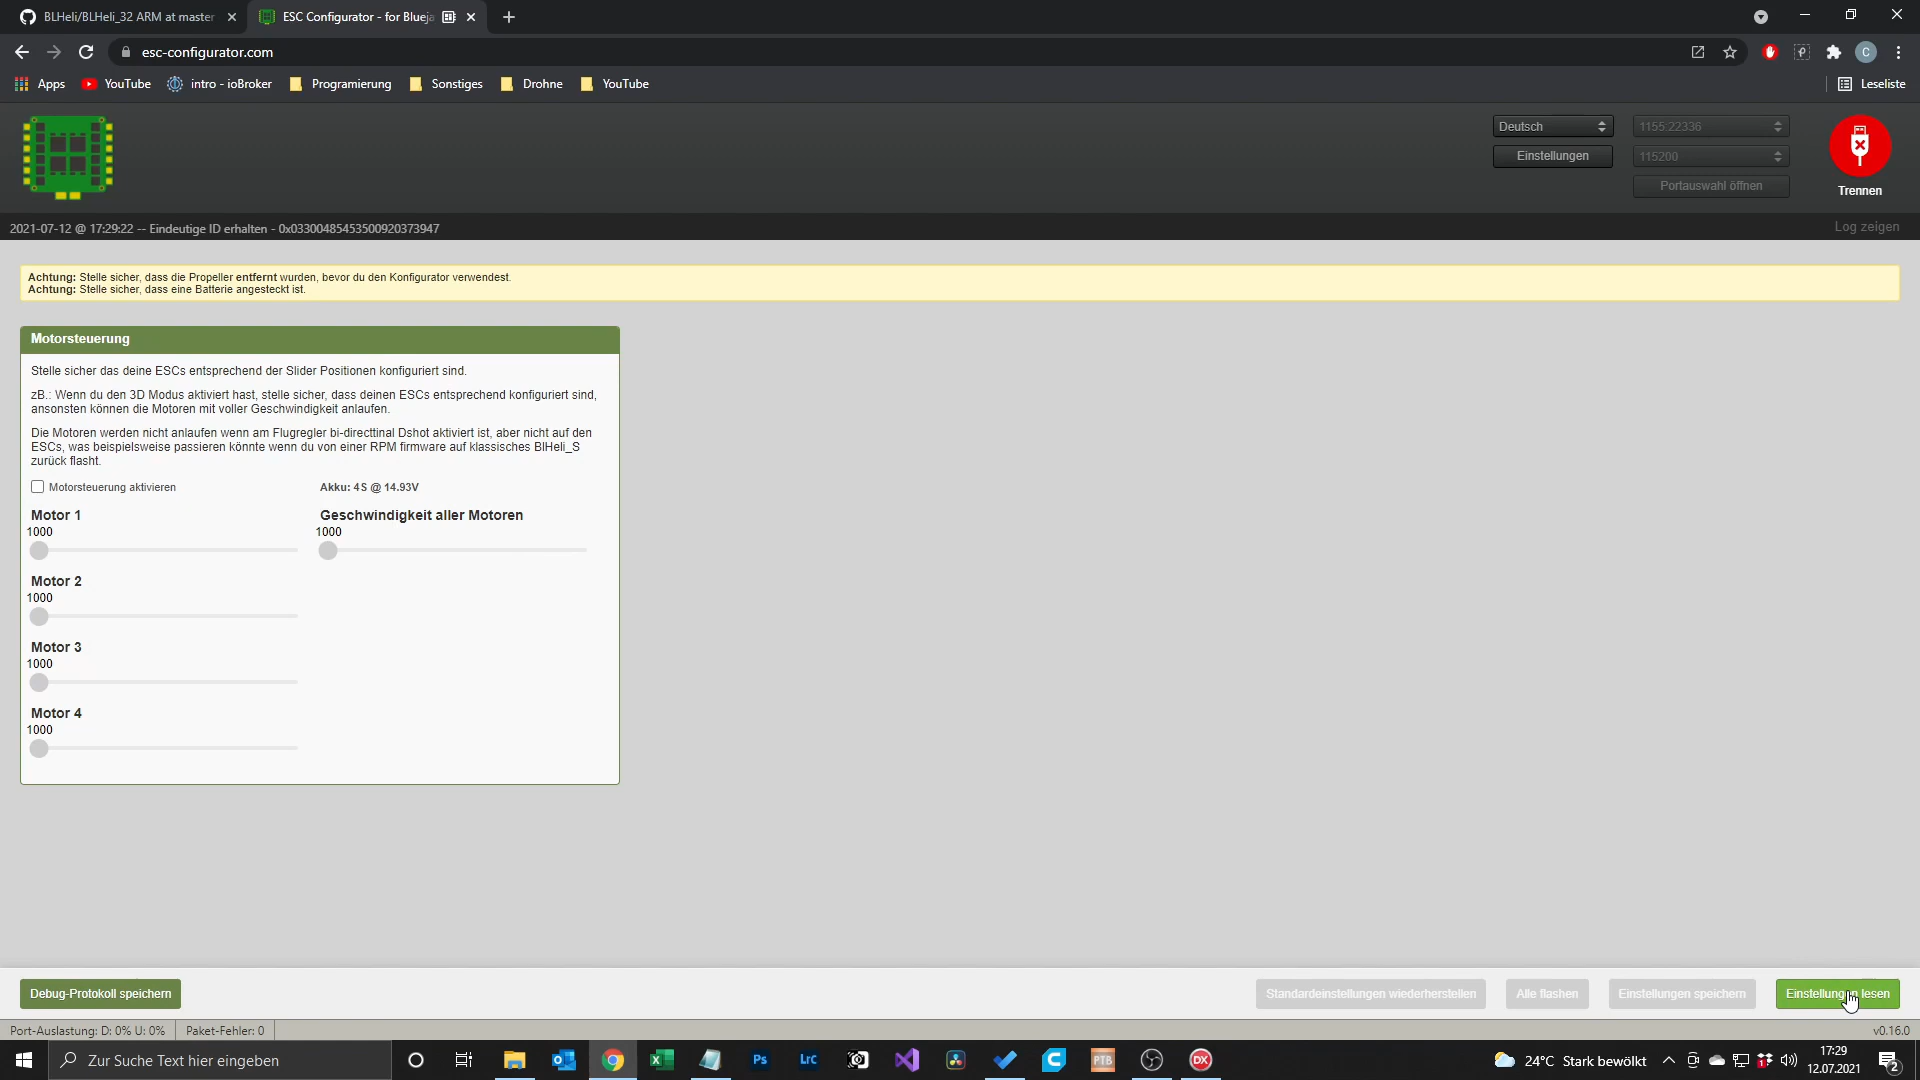 BLHeli/BLHeli_32 ARM at master
ESC Configurator - for Blueja
esc-configurator.com
C
Apps
YouTube
intro - ioBroker
Programierung
Sonstiges
Drohne
YouTube
Leseliste
Deutsch
1155:22336
Einstellungen
115200
Portauswahl öffnen
Trennen
2021-07-12 @ 17:29:22 -- Eindeutige ID erhalten - 0x03300485453500920373947
Log zeigen
Achtung: Stelle sicher, dass die Propeller entfernt wurden, bevor du den Konfigurator verwendest.
Achtung: Stelle sicher, dass eine Batterie angesteckt ist.
Motorsteuerung
Stelle sicher das deine ESCs entsprechend der Slider Positionen konfiguriert sind.
zB.: Wenn du den 3D Modus aktiviert hast, stelle sicher, dass deinen ESCs entsprechend konfiguriert sind,
ansonsten können die Motoren mit voller Geschwindigkeit anlaufen.
Die Motoren werden nicht anlaufen wenn am Flugregler bi-directtinal Dshot aktiviert ist, aber nicht auf den
ESCs, was beispielsweise passieren könnte wenn du von einer RPM firmware auf klassisches BlHeli_S
zurück flasht.
Motorsteuerung aktivieren
Akku: 4S @ 14.93V
Motor 1
1000
Geschwindigkeit aller Motoren
1000
Motor 2
1000
Motor 3
1000
Motor 4
1000
Debug-Protokoll speichern
Standardeinstellungen wiederherstellen
Alle flashen
Einstellungen speichern
Einstellungen lesen
Port-Auslastung: D: 0% U: 0%
Paket-Fehler: 0
v0.16.0
Zur Suche Text hier eingeben
Ps
Lrc
PTB
DX
24°C Stark bewölkt
17:29
12.07.2021
2